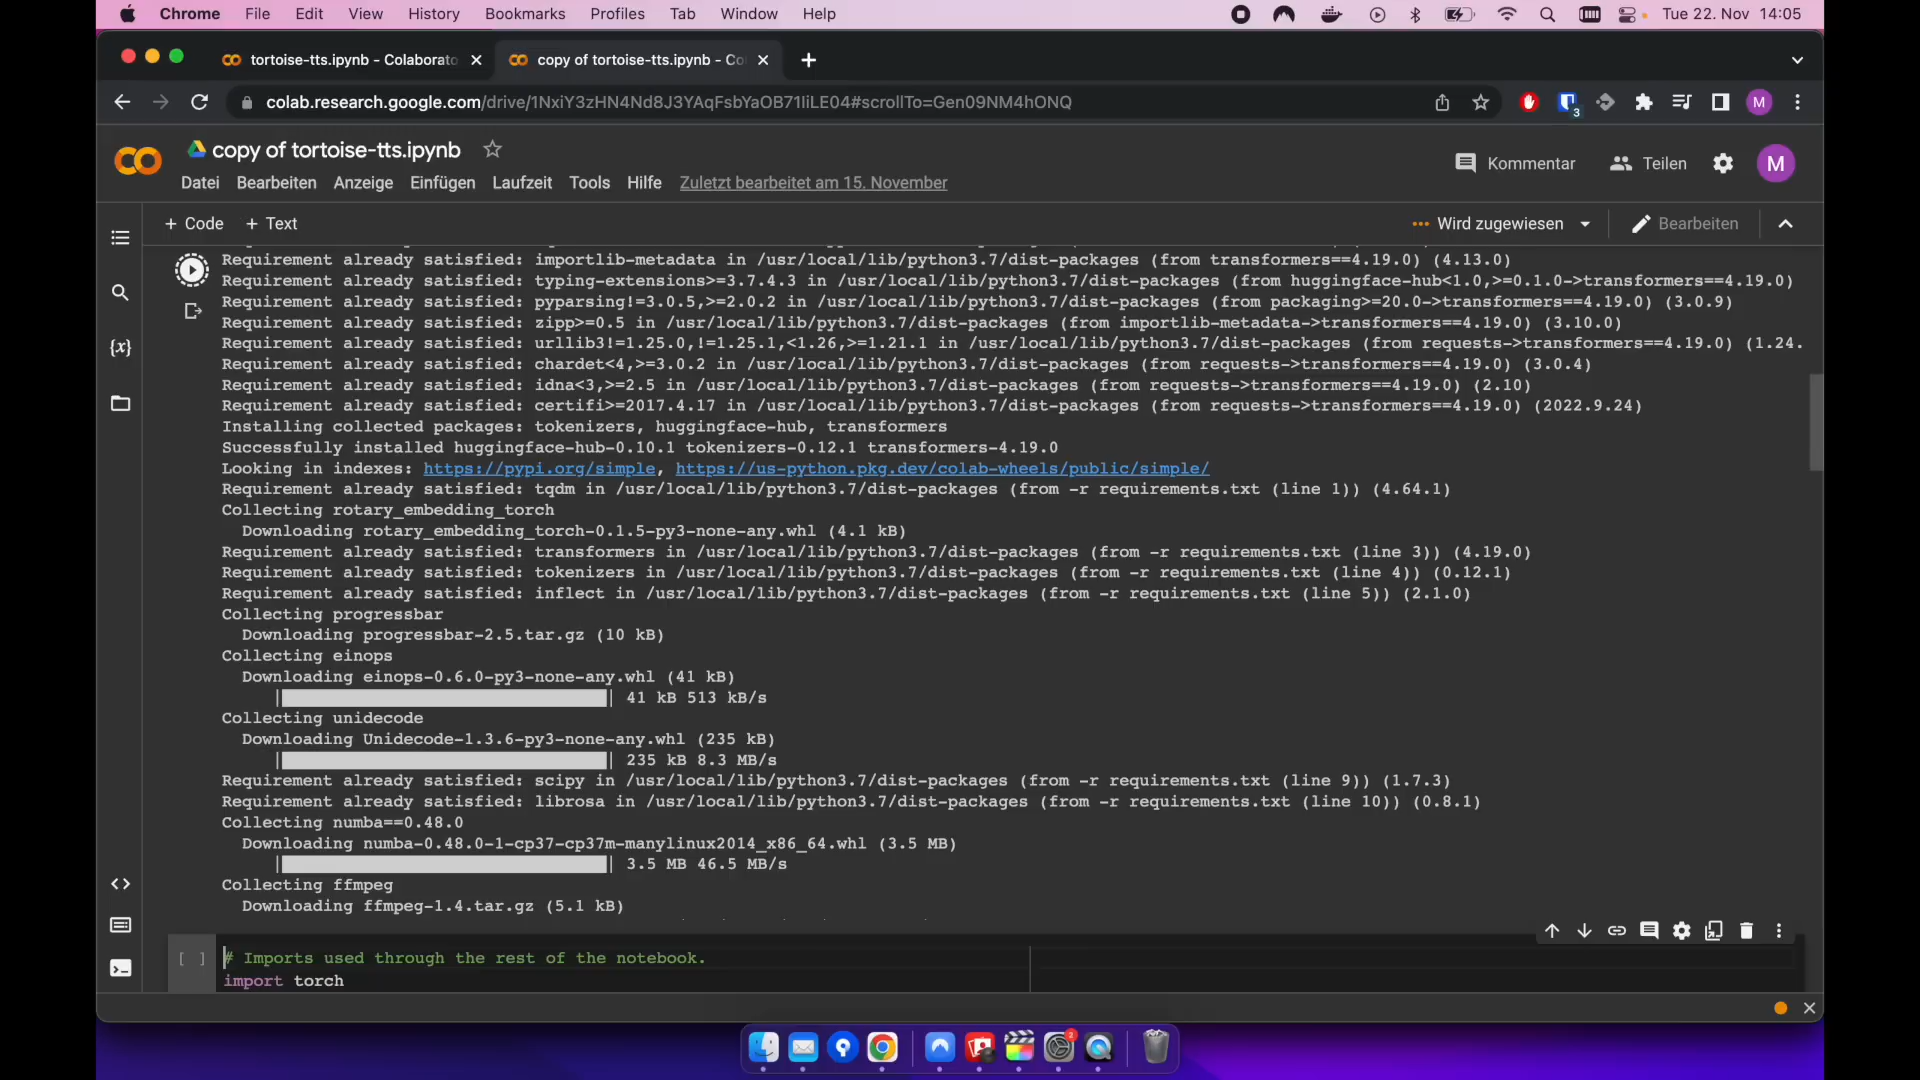 Chrome File Edit View History Bookmarks Profiles Tab Window Help Tue 22. Nov 14:05
tortoise-tts.ipynb - Colaborato copy of tortoise-tts.ipynb - Co
colab.research.google.com/drive/1NxiY3zHN4Nd8J3YAqFsbYaOB71IiLE04#scrollTo=Gen09NM4hONQ 3 M
copy of tortoise-tts.ipynb
Kommentar Teilen M
Datei Bearbeiten Anzeige Einfügen Laufzeit Tools Hilfe Zuletzt bearbeitet am 15. November
+ Code + Text Wird zugewiesen Bearbeiten
Requirement already satisfied: importlib-metadata in /usr/local/lib/python3.7/dist-packages (from transformers==4.19.0) (4.13.0)
Requirement already satisfied: typing-extensions>=3.7.4.3 in /usr/local/lib/python3.7/dist-packages (from huggingface-hub<1.0,>=0.1.0->transformers==4.19.0)
Requirement already satisfied: pyparsing!=3.0.5,>=2.0.2 in /usr/local/lib/python3.7/dist-packages (from packaging>=20.0->transformers==4.19.0) (3.0.9)
Requirement already satisfied: zipp>=0.5 in /usr/local/lib/python3.7/dist-packages (from importlib-metadata->transformers==4.19.0) (3.10.0)
Requirement already satisfied: urllib3!=1.25.0,!=1.25.1,<1.26,>=1.21.1 in /usr/local/lib/python3.7/dist-packages (from requests->transformers==4.19.0) (1.24.
Requirement already satisfied: chardet<4,>=3.0.2 in /usr/local/lib/python3.7/dist-packages (from requests->transformers==4.19.0) (3.0.4)
Requirement already satisfied: idna<3,>=2.5 in /usr/local/lib/python3.7/dist-packages (from requests->transformers==4.19.0) (2.10)
Requirement already satisfied: certifi>=2017.4.17 in /usr/local/lib/python3.7/dist-packages (from requests->transformers==4.19.0) (2022.9.24)
Installing collected packages: tokenizers, huggingface-hub, transformers
Successfully installed huggingface-hub-0.10.1 tokenizers-0.12.1 transformers-4.19.0
Looking in indexes: https://pypi.org/simple, https://us-python.pkg.dev/colab-wheels/public/simple/
Requirement already satisfied: tqdm in /usr/local/lib/python3.7/dist-packages (from -r requirements.txt (line 1)) (4.64.1)
Collecting rotary_embedding_torch
Downloading rotary_embedding_torch-0.1.5-py3-none-any.whl (4.1 kB)
Requirement already satisfied: transformers in /usr/local/lib/python3.7/dist-packages (from -r requirements.txt (line 3)) (4.19.0)
Requirement already satisfied: tokenizers in /usr/local/lib/python3.7/dist-packages (from -r requirements.txt (line 4)) (0.12.1)
Requirement already satisfied: inflect in /usr/local/lib/python3.7/dist-packages (from -r requirements.txt (line 5)) (2.1.0)
Collecting progressbar
Downloading progressbar-2.5.tar.gz (10 kB)
Collecting einops
Downloading einops-0.6.0-py3-none-any.whl (41 kB)
| | 41 kB 513 kB/s
Collecting unidecode
Downloading Unidecode-1.3.6-py3-none-any.whl (235 kB)
| | 235 kB 8.3 MB/s
Requirement already satisfied: scipy in /usr/local/lib/python3.7/dist-packages (from -r requirements.txt (line 9)) (1.7.3)
Requirement already satisfied: librosa in /usr/local/lib/python3.7/dist-packages (from -r requirements.txt (line 10)) (0.8.1)
Collecting numba==0.48.0
Downloading numba-0.48.0-1-cp37-cp37m-manylinux2014_x86_64.whl (3.5 MB)
| | 3.5 MB 46.5 MB/s
Collecting ffmpeg
Downloading ffmpeg-1.4.tar.gz (5.1 kB)
[ ] # Imports used through the rest of the notebook.
import torch